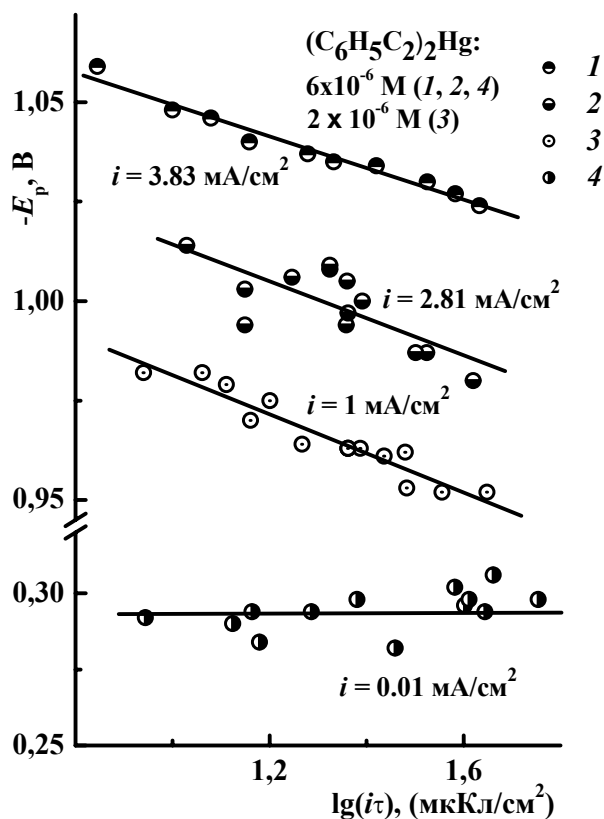 (C₆H₅C₂)₂Hg:
6x10⁻⁶ M (1, 2, 4)
2 x 10⁻⁶ M (3)
1
2
3
4
-Eₚ, В
1,05
1,00
0,95
0,30
0,25
i = 3.83 мА/см²
i = 2.81 мА/см²
i = 1 мА/см²
i = 0.01 мА/см²
1,2
1,6
lg(iτ), (мкКл/см²)